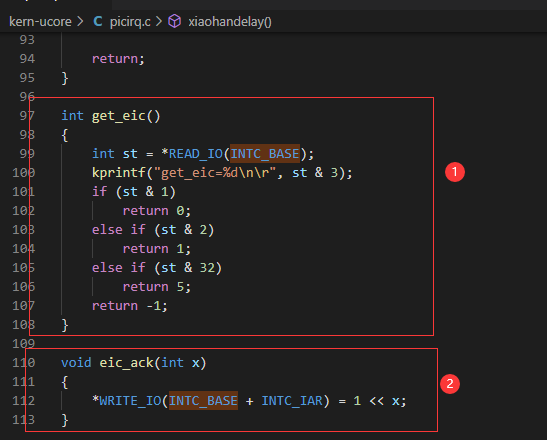 kern-ucore > C picirq.c > xiaohandelay()
93
94 return;
95 }
96
97 int get_eic()
98 {
99 int st = *READ_IO(INTC_BASE);
100 kprintf("get_eic=%d\n\r", st & 3);
101 if (st & 1)
102 return 0;
103 else if (st & 2)
104 return 1;
105 else if (st & 32)
106 return 5;
107 return -1;
108 }
109
110 void eic_ack(int x)
111 {
112 *WRITE_IO(INTC_BASE + INTC_IAR) = 1 << x;
113 }
1
2